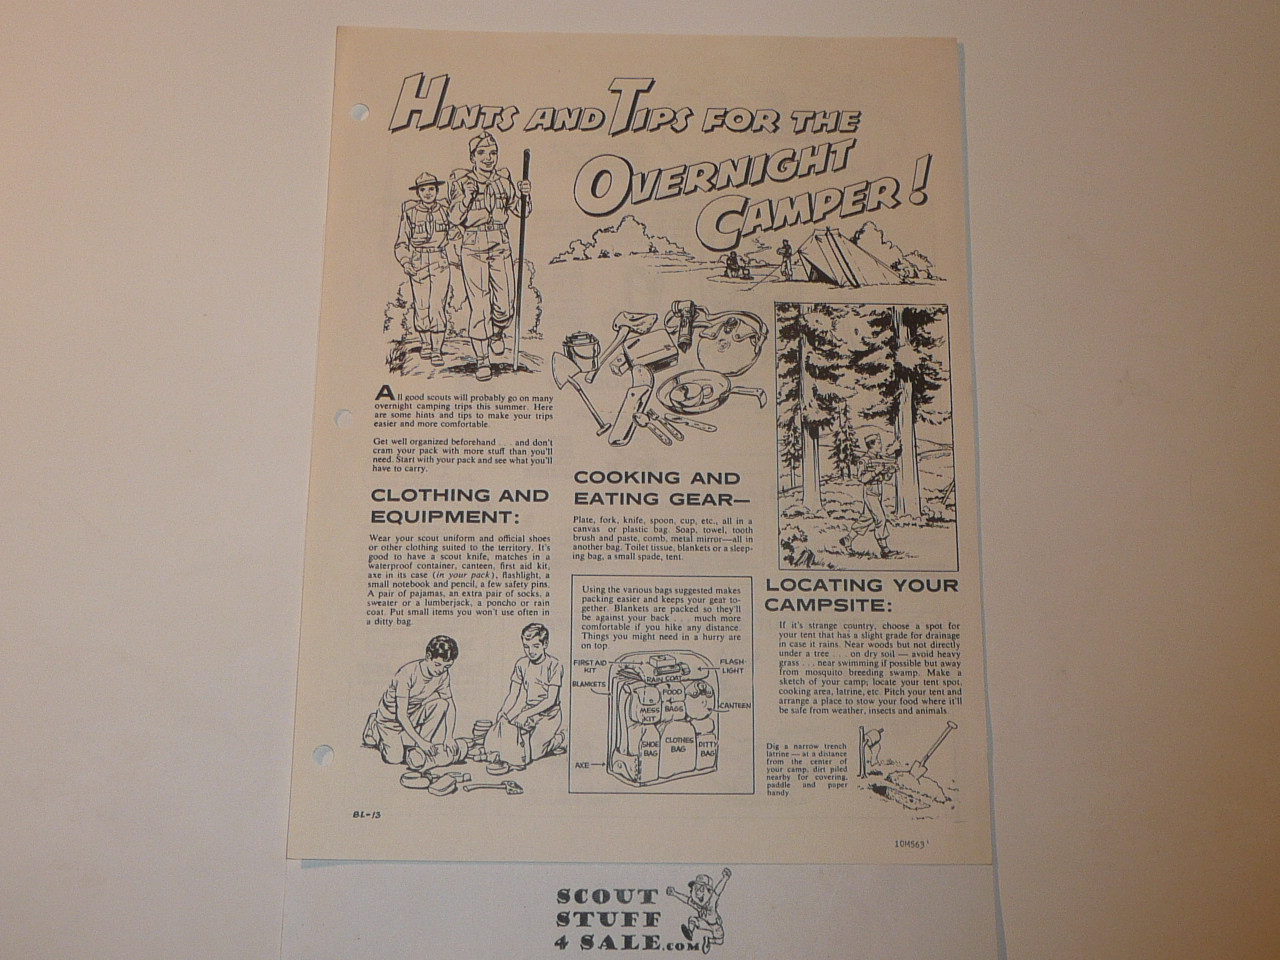 HINTS AND TIPS FOR THE
OVERNIGHT
CAMPER!
All good scouts will probably go on many
overnight camping trips this summer. Here
are some hints and tips to make your trips
easier and more comfortable.
Get well organized beforehand . . . and don't
cram your pack with more stuff than you'll
need. Start with your pack and see what you'll
have to carry.
CLOTHING AND
EQUIPMENT:
Wear your scout uniform and official shoes
or other clothing suited to the territory. It's
good to have a scout knife, matches in a
waterproof container, canteen, first aid kit,
axe in its case (in your pack), flashlight, a
small notebook and pencil, a few safety pins.
A pair of pajamas, an extra pair of socks, a
sweater or a lumberjack, a poncho or rain
coat. Put small items you won't use often in
a ditty bag.
COOKING AND
EATING GEAR—
Plate, fork, knife, spoon, cup, etc., all in a
canvas or plastic bag. Soap, towel, tooth
brush and paste, comb, metal mirror—all in
another bag. Toilet tissue, blankets or a sleep-
ing bag, a small spade, tent.
Using the various bags suggested makes
packing easier and keeps your gear to-
gether. Blankets are packed so they'll
be against your back . . . much more
comfortable if you hike any distance.
Things you might need in a hurry are
on top.
FIRST AID
KIT
FLASH-
LIGHT
RAIN COAT
BLANKETS
FOOD
BAGS
MESS
KIT
CANTEEN
SHOE
BAG
CLOTHES
BAG
DITTY
BAG
AXE
LOCATING YOUR
CAMPSITE:
If it's strange country, choose a spot for
your tent that has a slight grade for drainage
in case it rains. Near woods but not directly
under a tree . . . on dry soil — avoid heavy
grass . . . near swimming if possible but away
from mosquito breeding swamp. Make a
sketch of your camp; locate your tent spot,
cooking area, latrine, etc. Pitch your tent and
arrange a place to stow your food where it'll
be safe from weather, insects and animals.
Dig a narrow trench
latrine — at a distance
from the center of
your camp, dirt piled
nearby for covering,
paddle and paper
handy.
BL-13
10M563
SCOUT
STUFF
4 SALE.COM